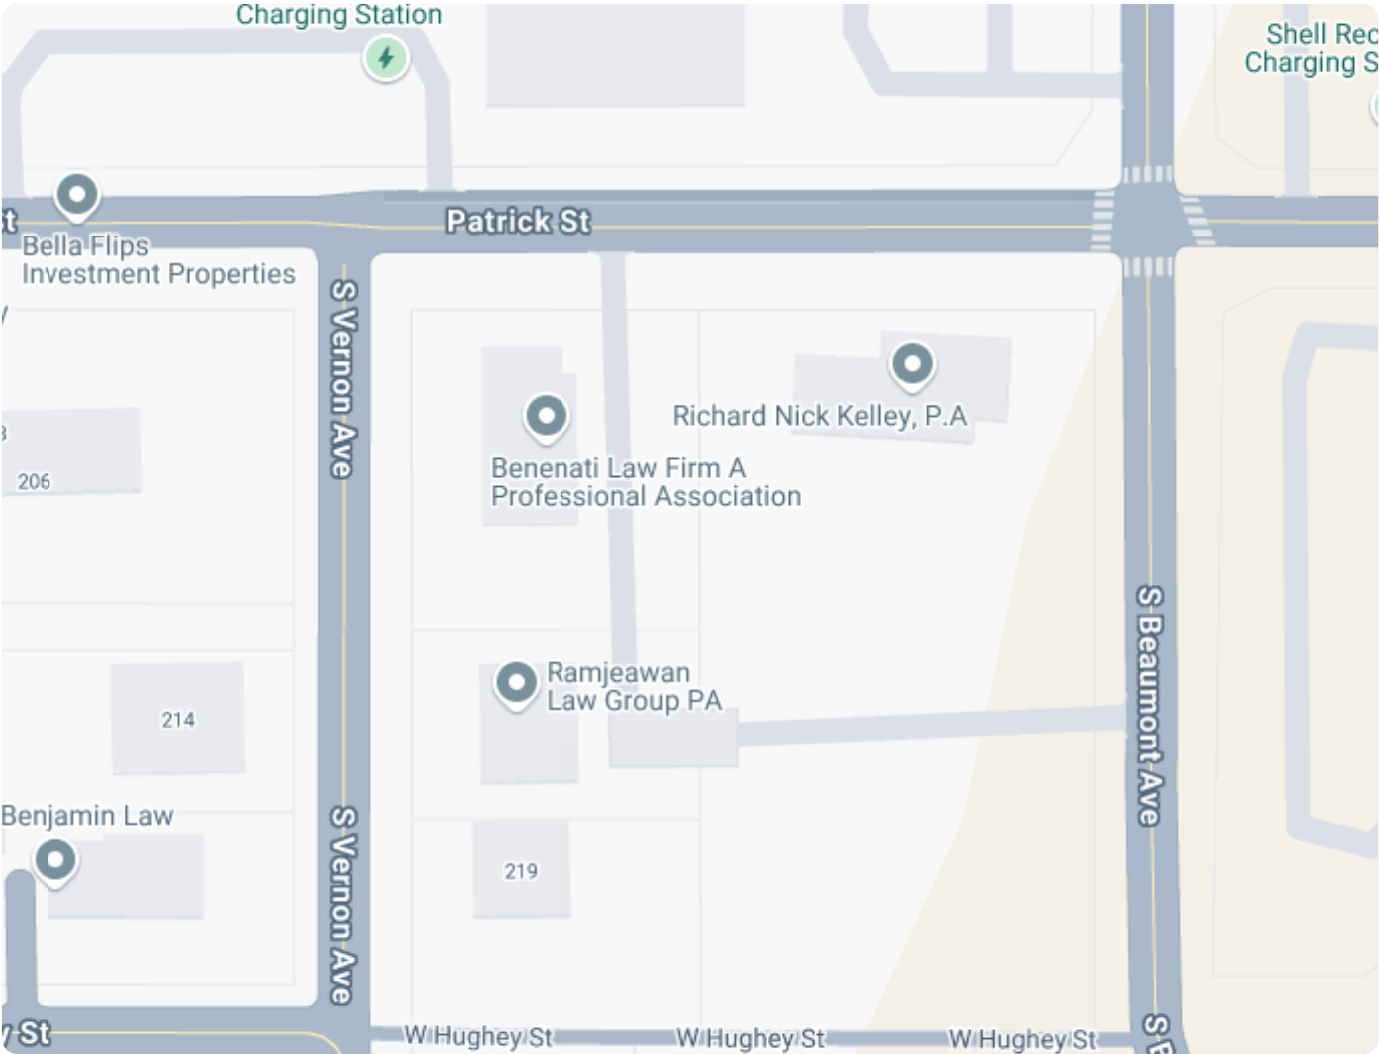 Charging Station
Shell Rec
Charging S
St
Patrick St
Bella Flips
Investment Properties
S Vernon Ave
Richard Nick Kelley, P.A
Benenati Law Firm A
Professional Association
206
S Beaumont Ave
Ramjeawan
Law Group PA
214
Benjamin Law
S Vernon Ave
219
y St
W Hughey St
W Hughey St
W Hughey St